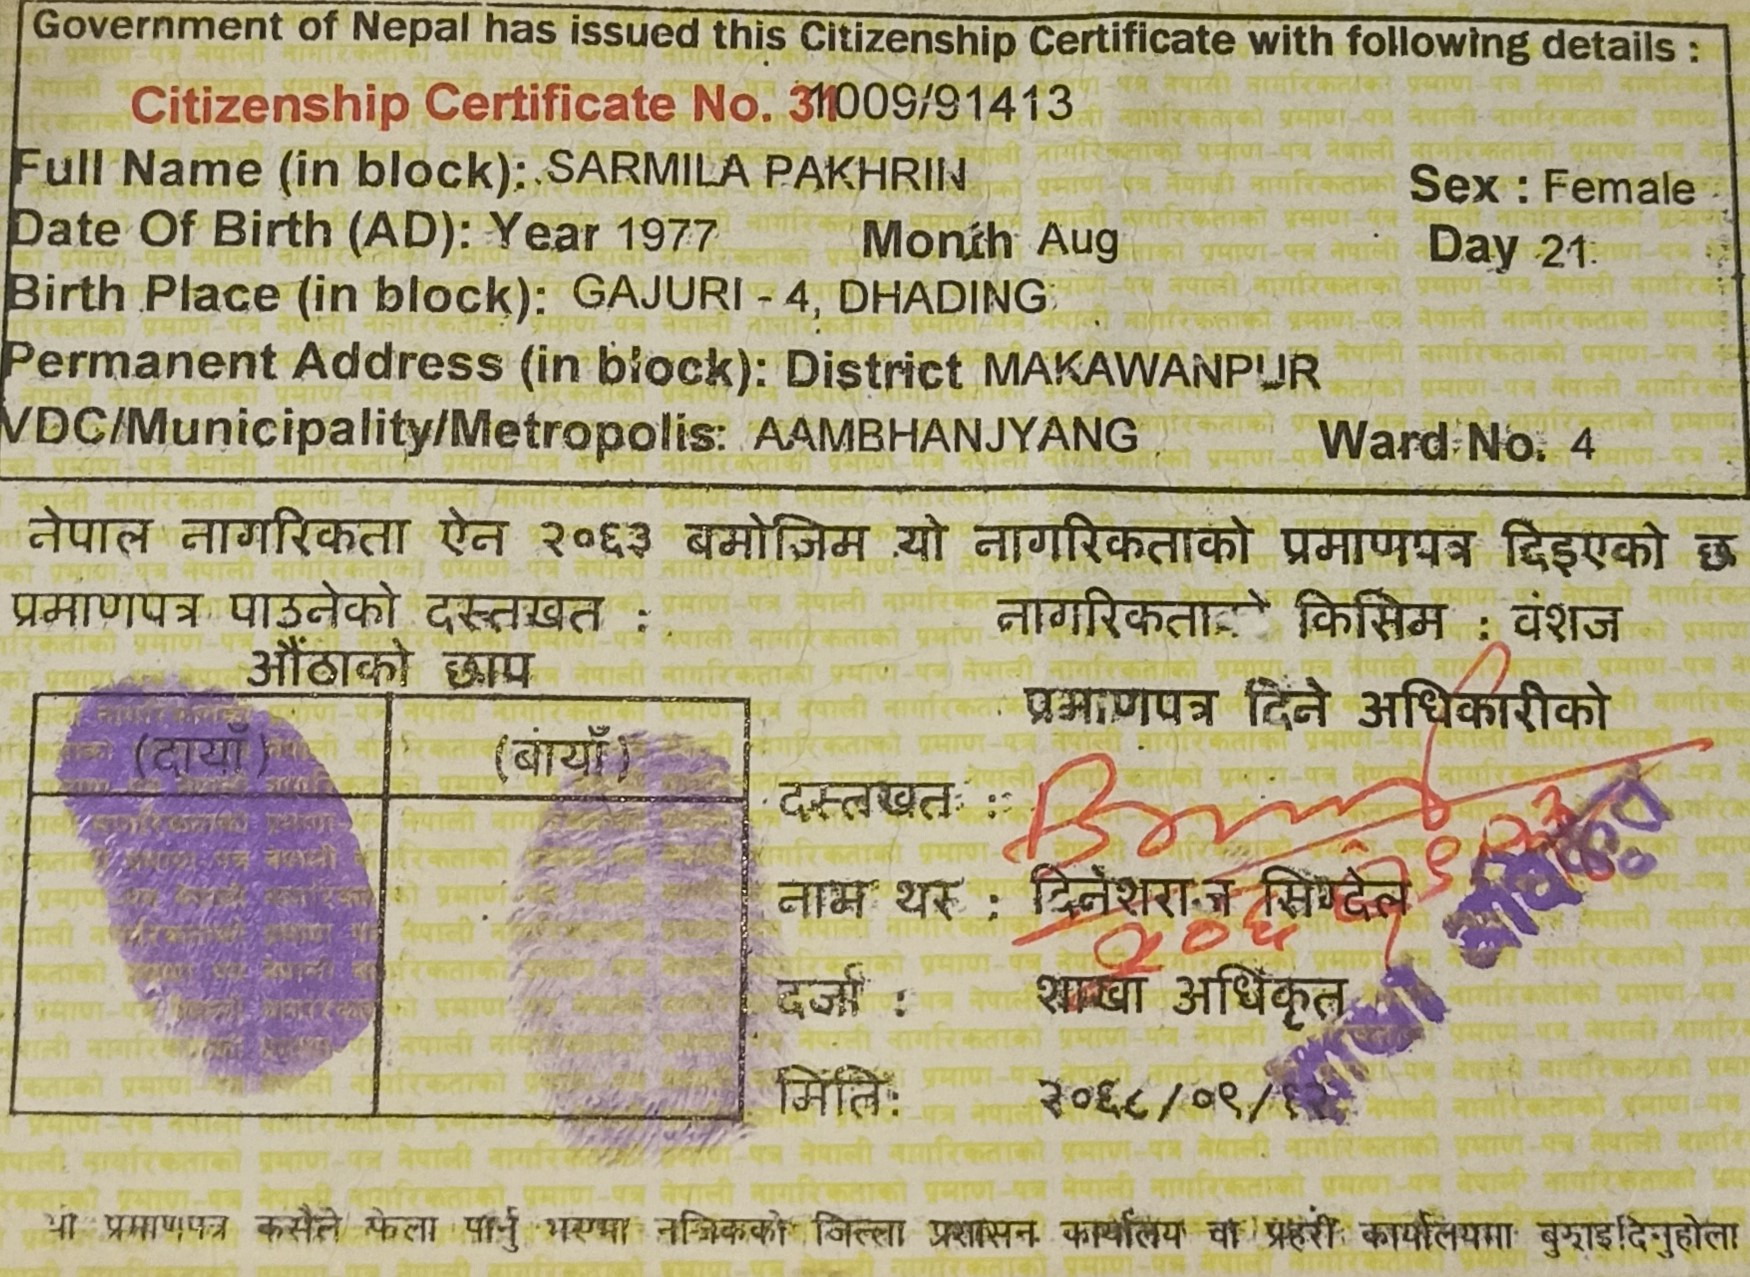 Government of Nepal has issued this Citizenship Certificate with following details :
Citizenship Certificate No. 311009/91413
Full Name (in block): SARMILA PAKHRIN Sex : Female
Date Of Birth (AD): Year 1977 Month Aug Day 21
Birth Place (in block): GAJURI - 4, DHADING
Permanent Address (in block): District MAKAWANPUR
VDC/Municipality/Metropolis: AAMBHANJYANG Ward No. 4
नेपाल नागरिकता ऐन २०६३ बमोजिम यो नागरिकताको प्रमाणपत्र दिइएको छ
प्रमाणपत्र पाउनेको दस्तखत : नागरिकताको किसिम : वंशज
औंठाको छाप
प्रमाणपत्र दिने अधिकारीको
(दायाँ) (बायाँ)
दस्तखत :
नाम थर : दिनेशराज सिग्देल
दर्जा : शाखा अधिकृत
मिति: २०६८/०९/
यो प्रमाणपत्र कसैले फेला पार्नु भएमा नजिकको जिल्ला प्रशासन कार्यालय वा प्रहरी कार्यालयमा बुझाइदिनुहोला